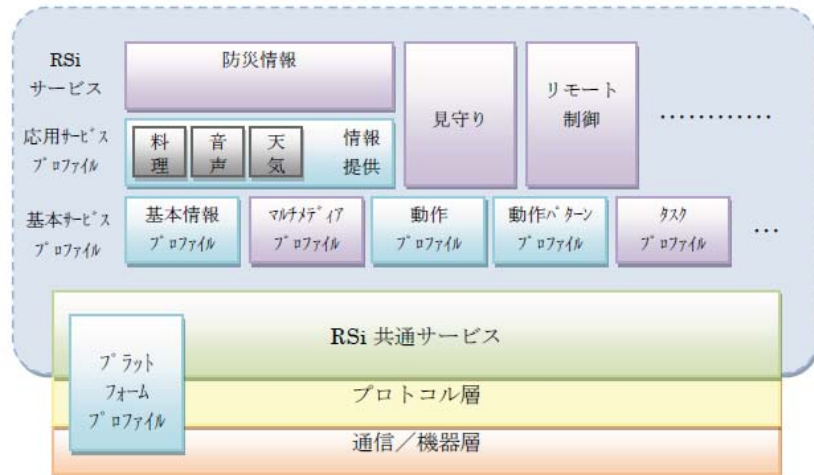 RSi
サービス
防災情報
見守り
リモート
制御
…………
応用ｻｰﾋﾞｽ
ﾌﾟﾛﾌｧｲﾙ
料
理
音
声
天
気
情報
提供
基本ｻｰﾋﾞｽ
ﾌﾟﾛﾌｧｲﾙ
基本情報
ﾌﾟﾛﾌｧｲﾙ
ﾏﾙﾁﾒﾃﾞｨｱ
ﾌﾟﾛﾌｧｲﾙ
動作
ﾌﾟﾛﾌｧｲﾙ
動作ﾊﾟﾀｰﾝ
ﾌﾟﾛﾌｧｲﾙ
ﾀｽｸ
ﾌﾟﾛﾌｧｲﾙ
…
RSi 共通サービス
ﾌﾟﾗｯﾄ
ﾌｫｰﾑ
ﾌﾟﾛﾌｧｲﾙ
プロトコル層
通信／機器層